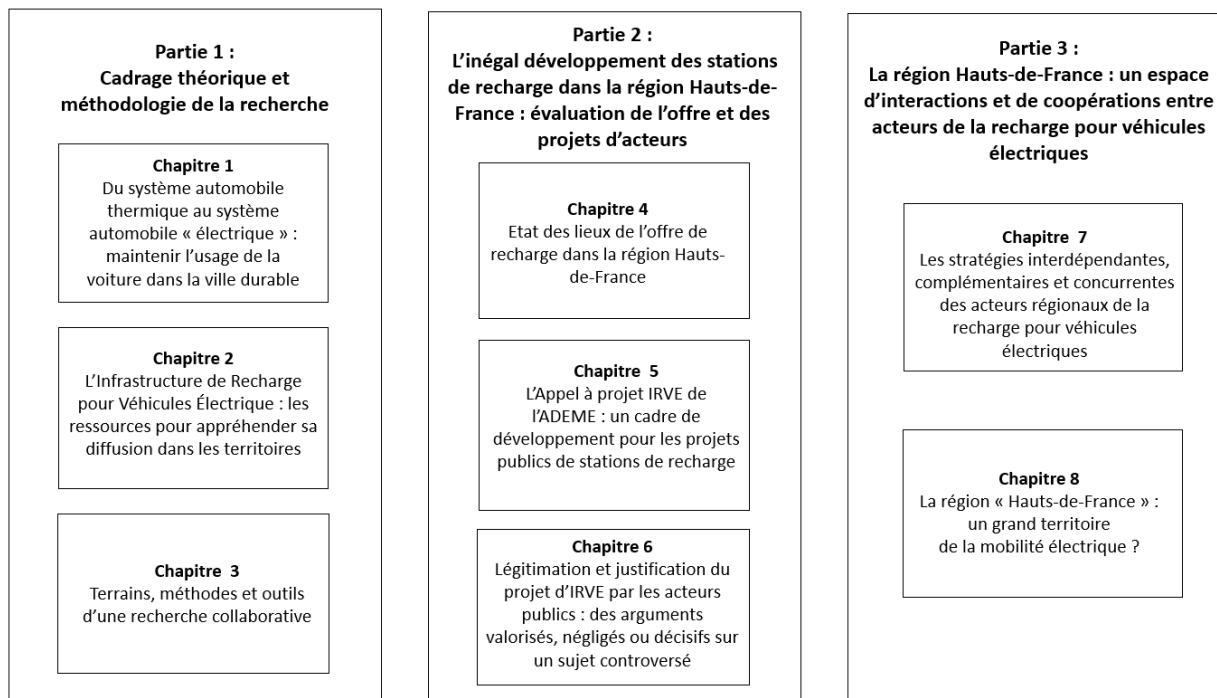 Partie 1 :
Cadrage théorique et
méthodologie de la recherche
Chapitre 1
Du système automobile
thermique au système
automobile « électrique » :
maintenir l’usage de la
voiture dans la ville durable
Chapitre 2
L’Infrastructure de Recharge
pour Véhicules Électrique : les
ressources pour appréhender sa
diffusion dans les territoires
Chapitre 3
Terrains, méthodes et outils
d’une recherche collaborative
Partie 2 :
L’inégal développement des stations
de recharge dans la région Hauts-de-
France : évaluation de l’offre et des
projets d’acteurs
Chapitre 4
Etat des lieux de l’offre de
recharge dans la région Hauts-
de-France
Chapitre 5
L’Appel à projet IRVE de
l’ADEME : un cadre de
développement pour les projets
publics de stations de recharge
Chapitre 6
Légitimation et justification du
projet d’IRVE par les acteurs
publics : des arguments
valorisés, négligés ou décisifs sur
un sujet controversé
Partie 3 :
La région Hauts-de-France : un espace
d’interactions et de coopérations entre
acteurs de la recharge pour véhicules
électriques
Chapitre 7
Les stratégies interdépendantes,
complémentaires et concurrentes
des acteurs régionaux de la
recharge pour véhicules
électriques
Chapitre 8
La région « Hauts-de-France » :
un grand territoire
de la mobilité électrique ?